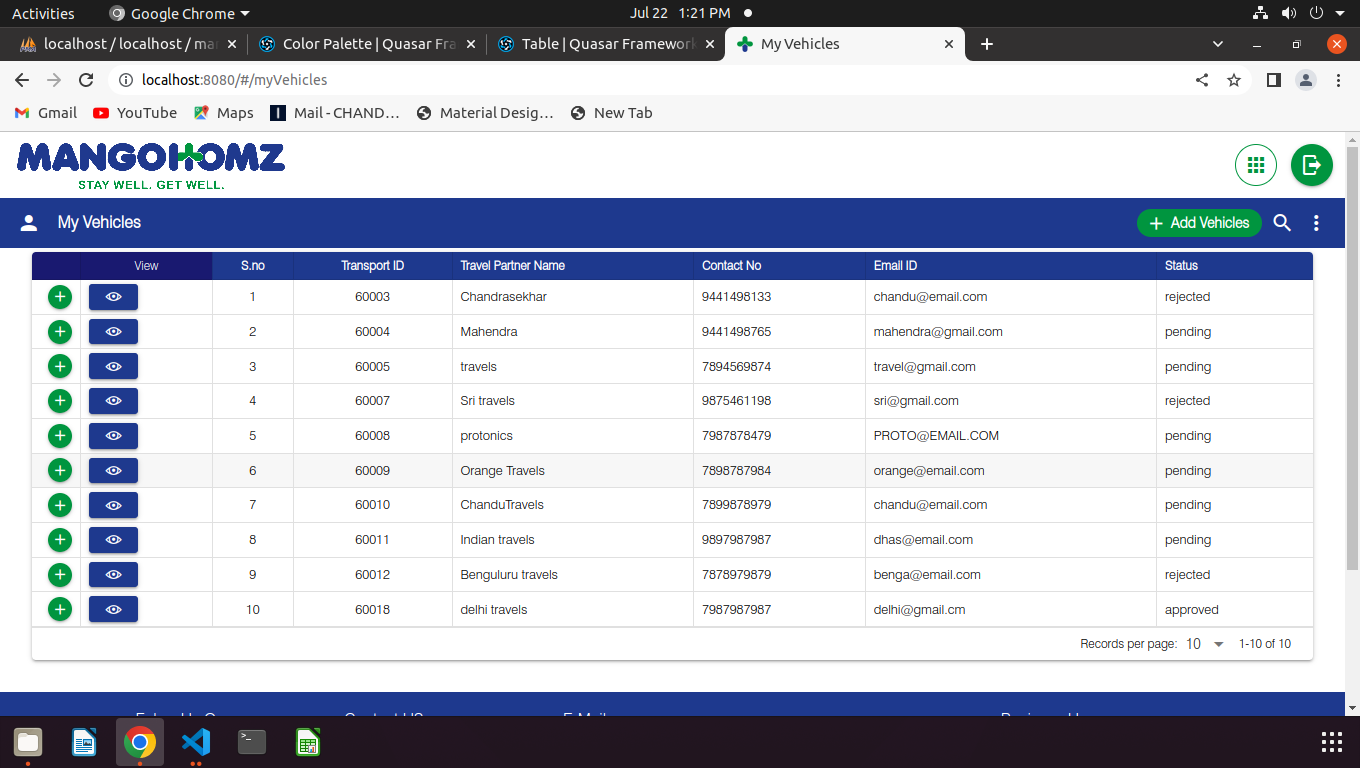 Activities Google Chrome Jul 22 1:21 PM
localhost / localhost / mar Color Palette | Quasar Fra Table | Quasar Framework My Vehicles
localhost:8080/#/myVehicles
Gmail YouTube Maps Mail - CHAND... Material Desig... New Tab
MANGOHOMZ
STAY WELL. GET WELL.
My Vehicles Add Vehicles
View S.no Transport ID Travel Partner Name Contact No Email ID Status
1 60003 Chandrasekhar 9441498133 chandu@email.com rejected
2 60004 Mahendra 9441498765 mahendra@gmail.com pending
3 60005 travels 7894569874 travel@gmail.com pending
4 60007 Sri travels 9875461198 sri@gmail.com rejected
5 60008 protonics 7987878479 PROTO@EMAIL.COM pending
6 60009 Orange Travels 7898787984 orange@email.com pending
7 60010 ChanduTravels 7899878979 chandu@email.com pending
8 60011 Indian travels 9897987987 dhas@email.com pending
9 60012 Benguluru travels 7878979879 benga@email.com rejected
10 60018 delhi travels 7987987987 delhi@gmail.cm approved
Records per page: 10 1-10 of 10